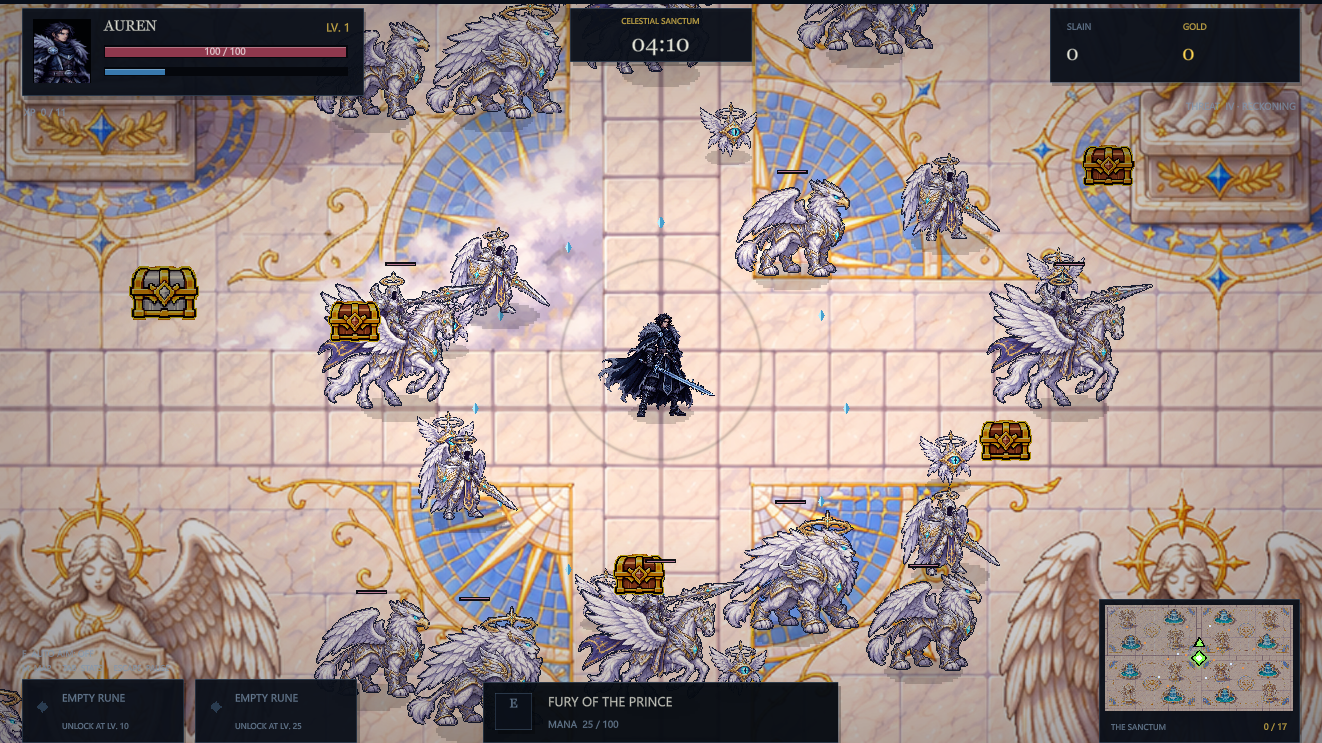 AUREN
LV. 1
100 / 100
CELESTIAL SANCTUM
04:10
SLAIN
GOLD
0
0
RECKONING
EMPTY RUNE
UNLOCK AT LV. 10
EMPTY RUNE
UNLOCK AT LV. 25
E
FURY OF THE PRINCE
MANA 25 / 100
THE SANCTUM
0 / 17